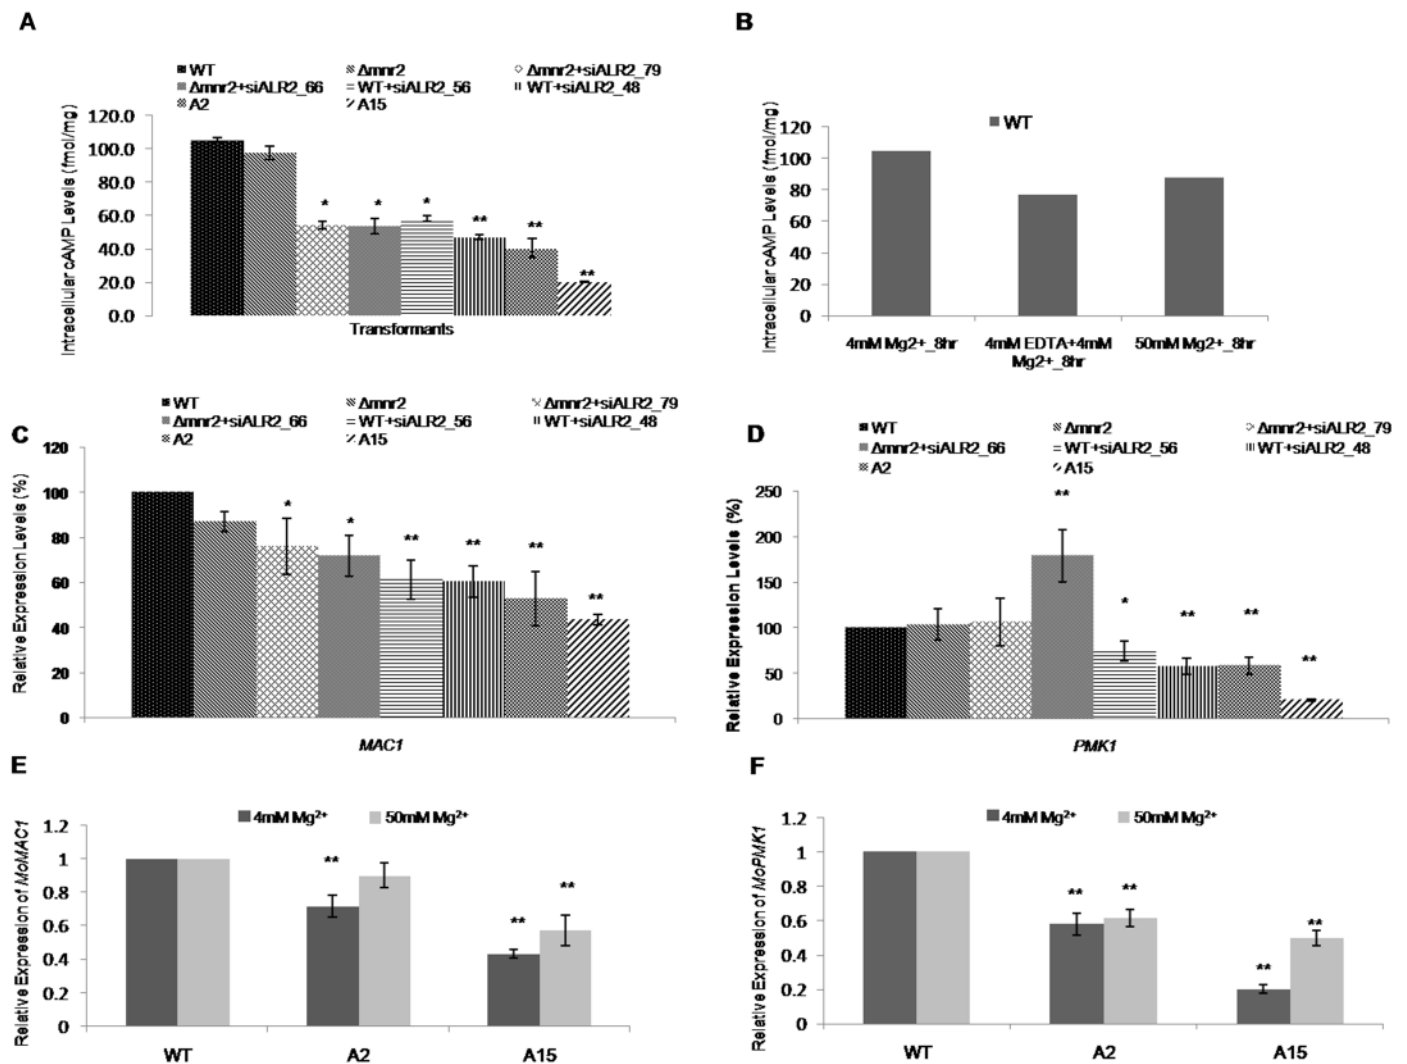 A
WT Δmnr2 Δmnr2+siALR2_79
Δmnr2+siALR2_66 WT+siALR2_56 WT+siALR2_48
A2 A15
Intracellular cAMP Levels (fmol/mg)
120.0
100.0
80.0
60.0
40.0
20.0
0.0
* * * ** ** **
Transformants
B
WT
Intracellular cAMP Levels (fmol/mg)
120
100
80
60
40
20
0
4mM Mg2+_8hr 4mM EDTA+4mM 50mM Mg2+_8hr
Mg2+_8hr
C
WT Δmnr2 Δmnr2+siALR2_79
Δmnr2+siALR2_66 WT+siALR2_56 WT+siALR2_48
A2 A15
Relative Expression Levels (%)
120
100
80
60
40
20
0
* * ** ** ** **
MAC1
D
WT Δmnr2 Δmnr2+siALR2_79
Δmnr2+siALR2_66 WT+siALR2_56 WT+siALR2_48
A2 A15
Relative Expression Levels (%)
250
200
150
100
50
0
** * ** ** **
PMK1
E
4mM Mg²⁺ 50mM Mg²⁺
Relative Expression of MoMAC1
1.2
1
0.8
0.6
0.4
0.2
0
** ** **
WT A2 A15
F
4mM Mg²⁺ 50mM Mg²⁺
Relative Expression of MoPMK1
1.2
1
0.8
0.6
0.4
0.2
0
** ** ** **
WT A2 A15